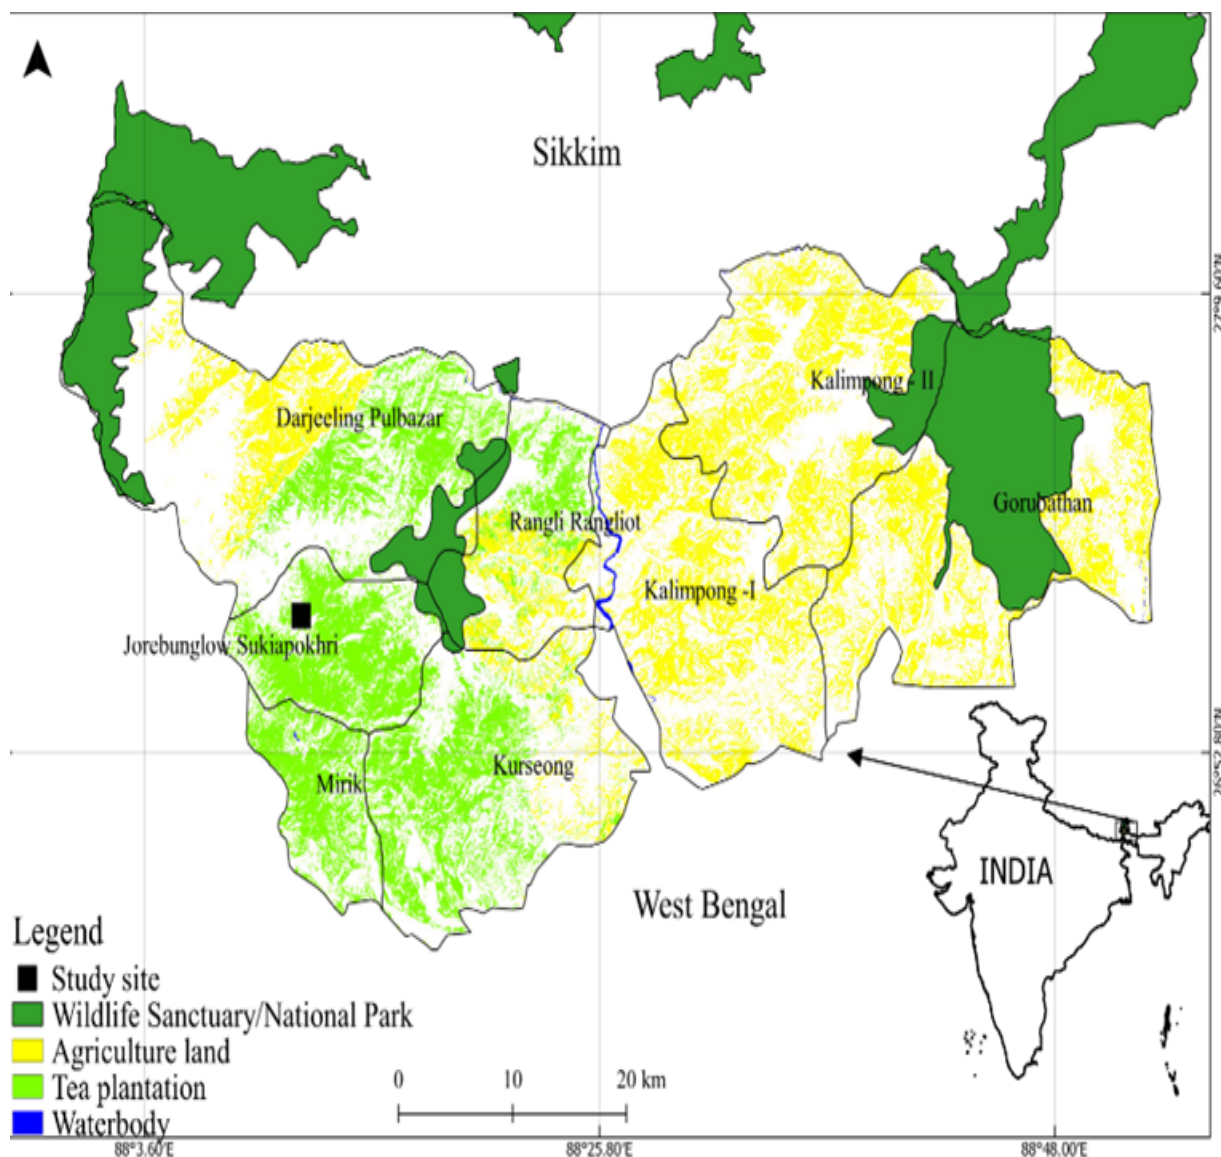 Sikkim
Kalimpong - II
Darjeeling Pulbazar
Gorubathan
Rangli Rangliot
Kalimpong -I
Jorebunglow Sukiapokhri
Kurseong
Mirik
INDIA
West Bengal
Legend
Study site
Wildlife Sanctuary/National Park
Agriculture land
Tea plantation
Waterbody
0 10 20 km
88°3.60'E 88°25.80'E 88°48.00'E